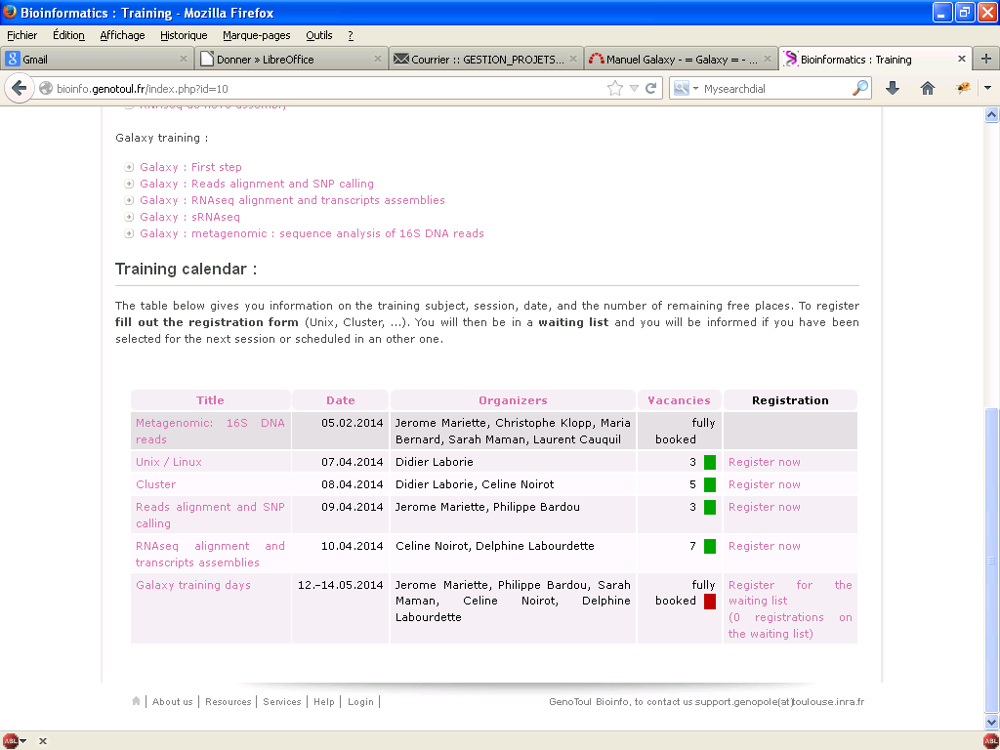 Bioinformatics : Training - Mozilla Firefox
Fichier Édition Affichage Historique Marque-pages Outils ?
Gmail Donner » LibreOffice Courrier :: GESTION_PROJETS... Manuel Galaxy - = Galaxy = - ... Bioinformatics : Training
bioinfo.genotoul.fr/index.php?id=10 Mysearchdial
RNAseq de novo assembly
Galaxy training :
Galaxy : First step
Galaxy : Reads alignment and SNP calling
Galaxy : RNAseq alignment and transcripts assemblies
Galaxy : sRNAseq
Galaxy : metagenomic : sequence analysis of 16S DNA reads
Training calendar :
The table below gives you information on the training subject, session, date, and the number of remaining free places. To register
fill out the registration form (Unix, Cluster, ...). You will then be in a waiting list and you will be informed if you have been
selected for the next session or scheduled in an other one.
Title Date Organizers Vacancies Registration
Metagenomic: 16S DNA 05.02.2014 Jerome Mariette, Christophe Klopp, Maria fully
reads Bernard, Sarah Maman, Laurent Cauquil booked
Unix / Linux 07.04.2014 Didier Laborie 3 Register now
Cluster 08.04.2014 Didier Laborie, Celine Noirot 5 Register now
Reads alignment and SNP 09.04.2014 Jerome Mariette, Philippe Bardou 3 Register now
calling
RNAseq alignment and 10.04.2014 Celine Noirot, Delphine Labourdette 7 Register now
transcripts assemblies
Galaxy training days 12.-14.05.2014 Jerome Mariette, Philippe Bardou, Sarah fully Register for the
Maman, Celine Noirot, Delphine booked waiting list
Labourdette (0 registrations on
the waiting list)
About us Resources Services Help Login GenoToul Bioinfo, to contact us support.genopole(at)toulouse.inra.fr
ABL ABL